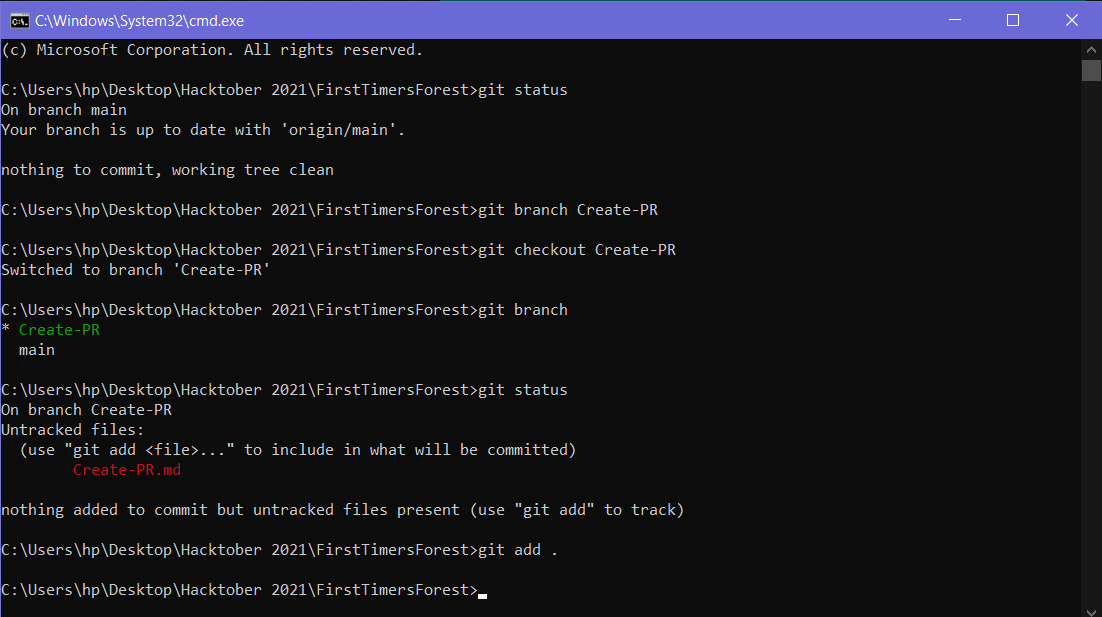 C:\Windows\System32\cmd.exe
(c) Microsoft Corporation. All rights reserved.
C:\Users\hp\Desktop\Hacktober 2021\FirstTimersForest>git status
On branch main
Your branch is up to date with 'origin/main'.
nothing to commit, working tree clean
C:\Users\hp\Desktop\Hacktober 2021\FirstTimersForest>git branch Create-PR
C:\Users\hp\Desktop\Hacktober 2021\FirstTimersForest>git checkout Create-PR
Switched to branch 'Create-PR'
C:\Users\hp\Desktop\Hacktober 2021\FirstTimersForest>git branch
* Create-PR
  main
C:\Users\hp\Desktop\Hacktober 2021\FirstTimersForest>git status
On branch Create-PR
Untracked files:
  (use "git add <file>..." to include in what will be committed)
        Create-PR.md
nothing added to commit but untracked files present (use "git add" to track)
C:\Users\hp\Desktop\Hacktober 2021\FirstTimersForest>git add .
C:\Users\hp\Desktop\Hacktober 2021\FirstTimersForest>